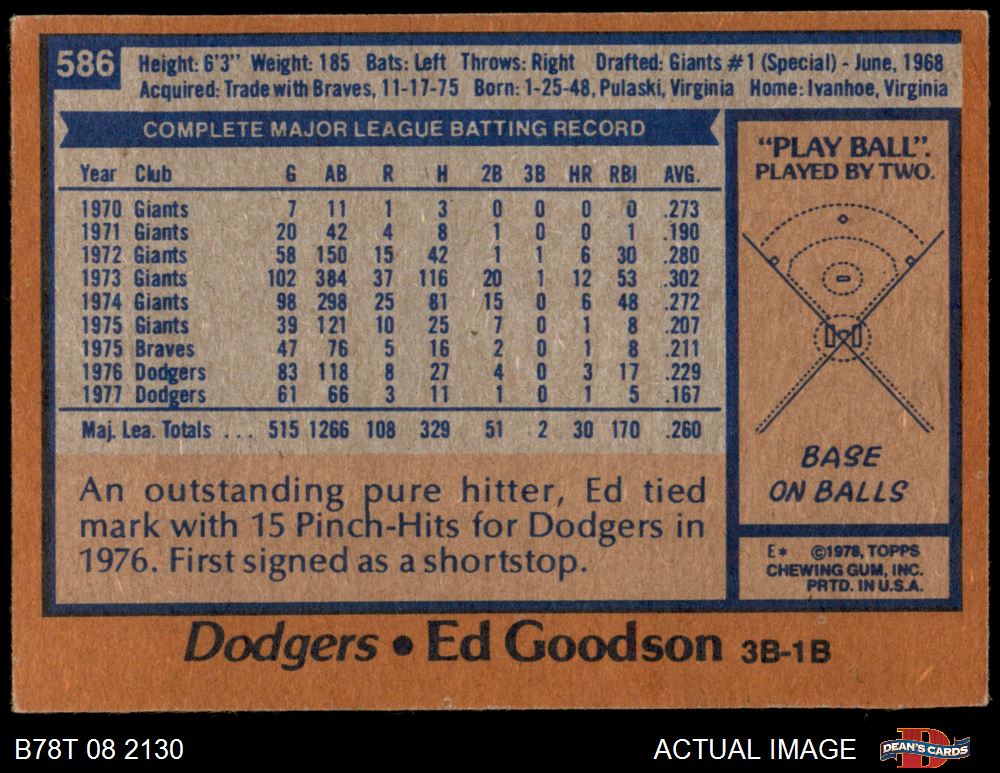 586
Height: 6'3" Weight: 185 Bats: Left Throws: Right Drafted: Giants #1 (Special) - June, 1968
Acquired: Trade with Braves, 11-17-75 Born: 1-25-48, Pulaski, Virginia Home: Ivanhoe, Virginia
COMPLETE MAJOR LEAGUE BATTING RECORD
Year Club G AB R H 2B 3B HR RBI AVG.
1970 Giants 7 11 1 3 0 0 0 0 .273
1971 Giants 20 42 4 8 1 0 0 1 .190
1972 Giants 58 150 15 42 1 1 6 30 .280
1973 Giants 102 384 37 116 20 1 12 53 .302
1974 Giants 98 298 25 81 15 0 6 48 .272
1975 Giants 39 121 10 25 7 0 1 8 .207
1975 Braves 47 76 5 16 2 0 1 8 .211
1976 Dodgers 83 118 8 27 4 0 3 17 .229
1977 Dodgers 61 66 3 11 1 0 1 5 .167
Maj. Lea. Totals ... 515 1266 108 329 51 2 30 170 .260
An outstanding pure hitter, Ed tied
mark with 15 Pinch-Hits for Dodgers in
1976. First signed as a shortstop.
"PLAY BALL".
PLAYED BY TWO.
BASE
ON BALLS
E* ©1978, TOPPS
CHEWING GUM, INC.
PRTD. IN U.S.A.
Dodgers • Ed Goodson 3B-1B
B78T 08 2130
ACTUAL IMAGE
DEAN'S CARDS